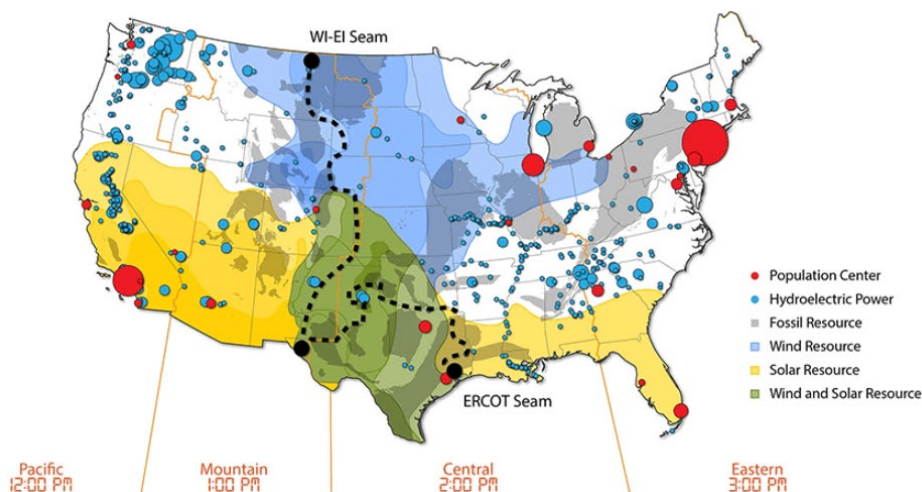 WI-EI Seam
Population Center
Hydroelectric Power
Fossil Resource
Wind Resource
Solar Resource
Wind and Solar Resource
ERCOT Seam
Pacific
12:00 PM
Mountain
1:00 PM
Central
2:00 PM
Eastern
3:00 PM